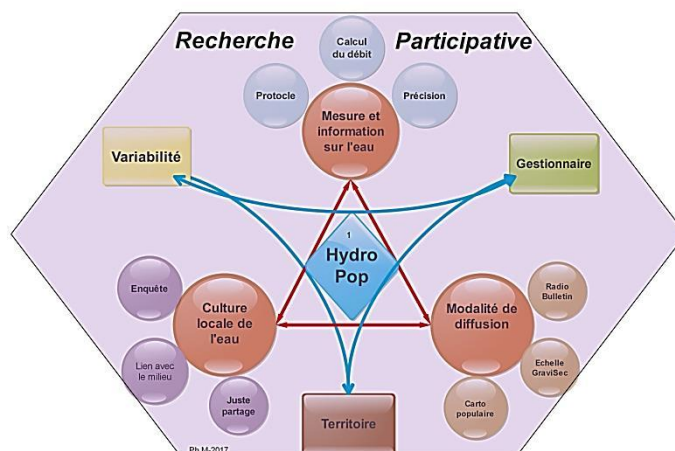 Recherche Participative
Calcul
du débit
Protocle
Précision
Mesure et
information
sur l'eau
Variabilité
Gestionnaire
1
Hydro
Pop
Enquête
Culture
locale de
l'eau
Lien avec
le milieu
Juste
partage
Modalité de
diffusion
Radio
Bulletin
Echelle
GraviSec
Carto
populaire
Territoire
Ph.M-2017